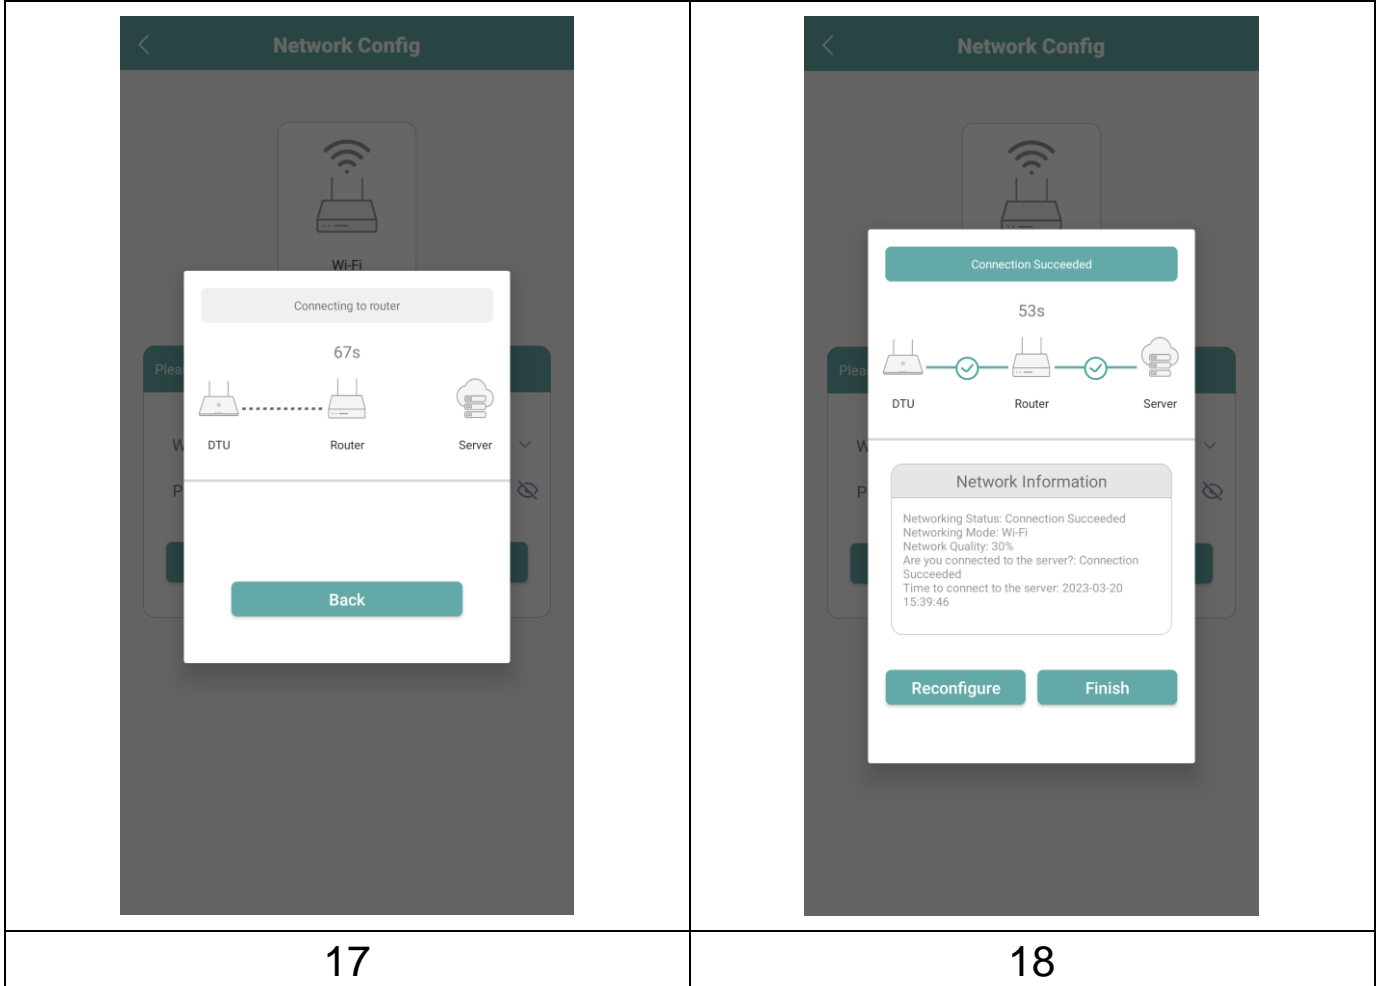 Network Config
Wi-Fi
Connecting to router
67s
Plea
DTU
Router
Server
W
P
Back
17
Network Config
Connection Succeeded
53s
Plea
DTU
Router
Server
W
P
Network Information
Networking Status: Connection Succeeded
Networking Mode: Wi-Fi
Network Quality: 30%
Are you connected to the server?: Connection
Succeeded
Time to connect to the server: 2023-03-20
15:39:46
Reconfigure
Finish
18